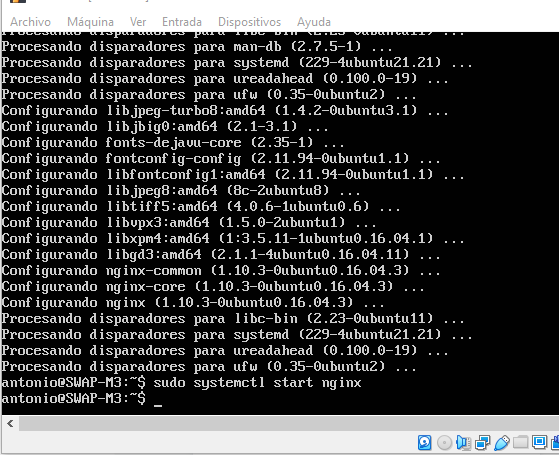 Archivo Máquina Ver Entrada Dispositivos Ayuda
Procesando disparadores para libc-bin (2.23-0ubuntu11) ...
Procesando disparadores para man-db (2.7.5-1) ...
Procesando disparadores para systemd (229-4ubuntu21.21) ...
Procesando disparadores para ureadahead (0.100.0-19) ...
Procesando disparadores para ufw (0.35-0ubuntu2) ...
Configurando libjpeg-turbo8:amd64 (1.4.2-0ubuntu3.1) ...
Configurando libjbig0:amd64 (2.1-3.1) ...
Configurando fonts-dejavu-core (2.35-1) ...
Configurando fontconfig-config (2.11.94-0ubuntu1.1) ...
Configurando libfontconfig1:amd64 (2.11.94-0ubuntu1.1) ...
Configurando libjpeg8:amd64 (8c-2ubuntu8) ...
Configurando libtiff5:amd64 (4.0.6-1ubuntu0.6) ...
Configurando libvpx3:amd64 (1.5.0-2ubuntu1) ...
Configurando libxpm4:amd64 (1:3.5.11-1ubuntu0.16.04.1) ...
Configurando libgd3:amd64 (2.1.1-4ubuntu0.16.04.11) ...
Configurando nginx-common (1.10.3-0ubuntu0.16.04.3) ...
Configurando nginx-core (1.10.3-0ubuntu0.16.04.3) ...
Configurando nginx (1.10.3-0ubuntu0.16.04.3) ...
Procesando disparadores para libc-bin (2.23-0ubuntu11) ...
Procesando disparadores para systemd (229-4ubuntu21.21) ...
Procesando disparadores para ureadahead (0.100.0-19) ...
Procesando disparadores para ufw (0.35-0ubuntu2) ...
antonio@SWAP-M3:~$ sudo systemctl start nginx
antonio@SWAP-M3:~$ _